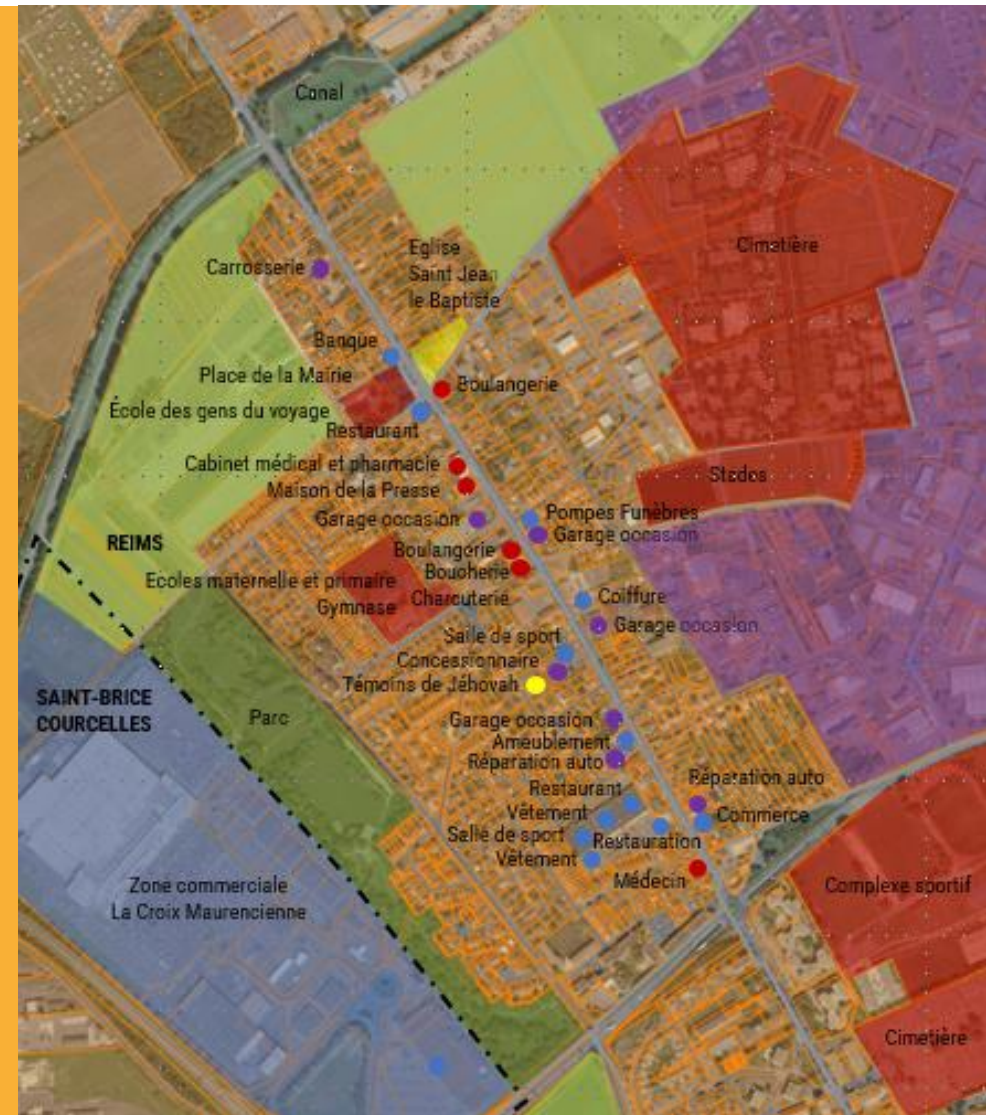 Canal
Eglise
Saint Jean
le Baptiste
Cimatière
Carrosserie
Banque
Place de la Mairie
Boulangerie
École des gens du voyage
Restaurant
Cabinet médical et pharmacie
Maison de la Presse
Stades
Garage occasion
Pompes Funèbres
Garage occasion
REIMS
Boulangerie
Boucherie
Charcuterie
Ecoles maternelle et primaire
Gymnase
Coiffure
Garage occasion
Salle de sport
Concessionnaire
Témoins de Jéhovah
SAINT-BRICE
COURCELLES
Parc
Garage occasion
Ameublement
Réparation auto
Réparation auto
Restaurant
Vêtement
Commerce
Salle de sport
Restauration
Vêtement
Médecin
Zone commerciale
La Croix Maurencienne
Complexe sportif
Cimetière